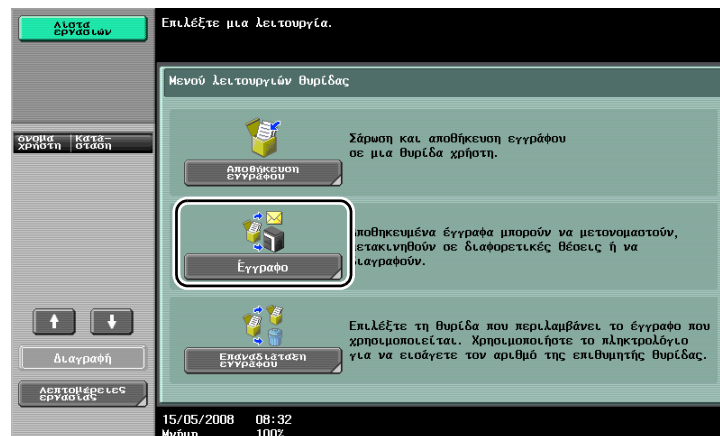 Λίστα
εργασιών
Επιλέξτε μια λειτουργία.
Μενού λειτουργιών θυρίδας
όνομα
χρήστη
Κατά-
σταση
Σάρωση και αποθήκευση εγγράφου
σε μια θυρίδα χρήστη.
Αποθήκευση
εγγράφου
Αποθηκευμένα έγγραφα μπορούν να μετονομαστούν,
μετακινηθούν σε διαφορετικές θέσεις ή να
διαγραφούν.
Έγγραφο
Επιλέξτε τη θυρίδα που περιλαμβάνει το έγγραφο που
χρησιμοποιείται. Χρησιμοποιήστε το πληκτρολόγιο
για να εισάγετε τον αριθμό της επιθυμητής θυρίδας.
Επαναδιάταξη
εγγράφου
Διαγραφή
Λεπτομέρειες
εργασίας
15/05/2008 08:32
Μνήμη 100%